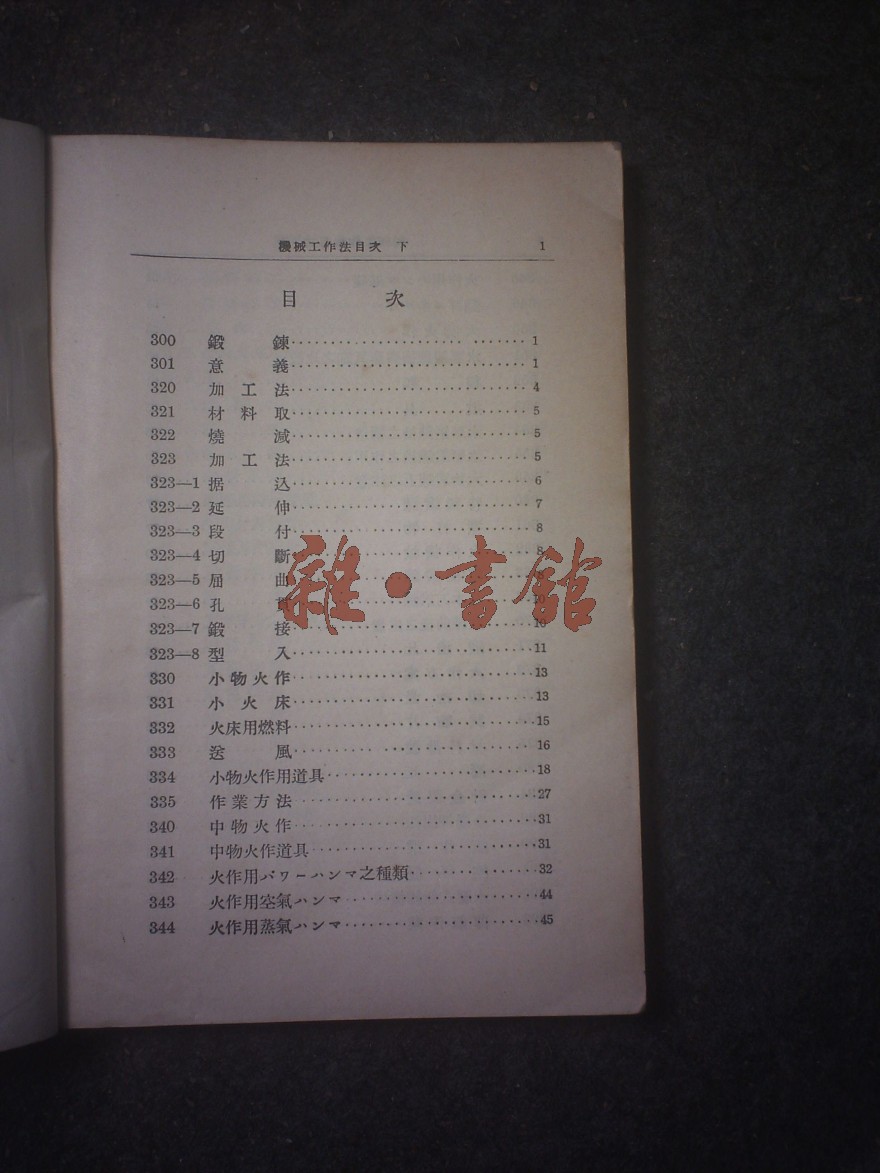 機械工作法目次 下 1
目 次
300 鍛 錬 1
301 意 義 1
320 加工法 4
321 材料取 5
322 燒減 5
323 加工法 5
323—1 据込 6
323—2 延伸 7
323—3 段付 8
323—4 切斷 8
323—5 屈曲
323—6 孔 10
323—7 鍛接 10
323—8 型入 11
330 小物火作 13
331 小火床 13
332 火床用燃料 15
333 送風 16
334 小物火作用道具 18
335 作業方法 27
340 中物火作 31
341 中物火作道具 31
342 火作用パワーハンマ之種類 32
343 火作用空氣ハンマ 44
344 火作用蒸氣ハンマ 45
雜·書館